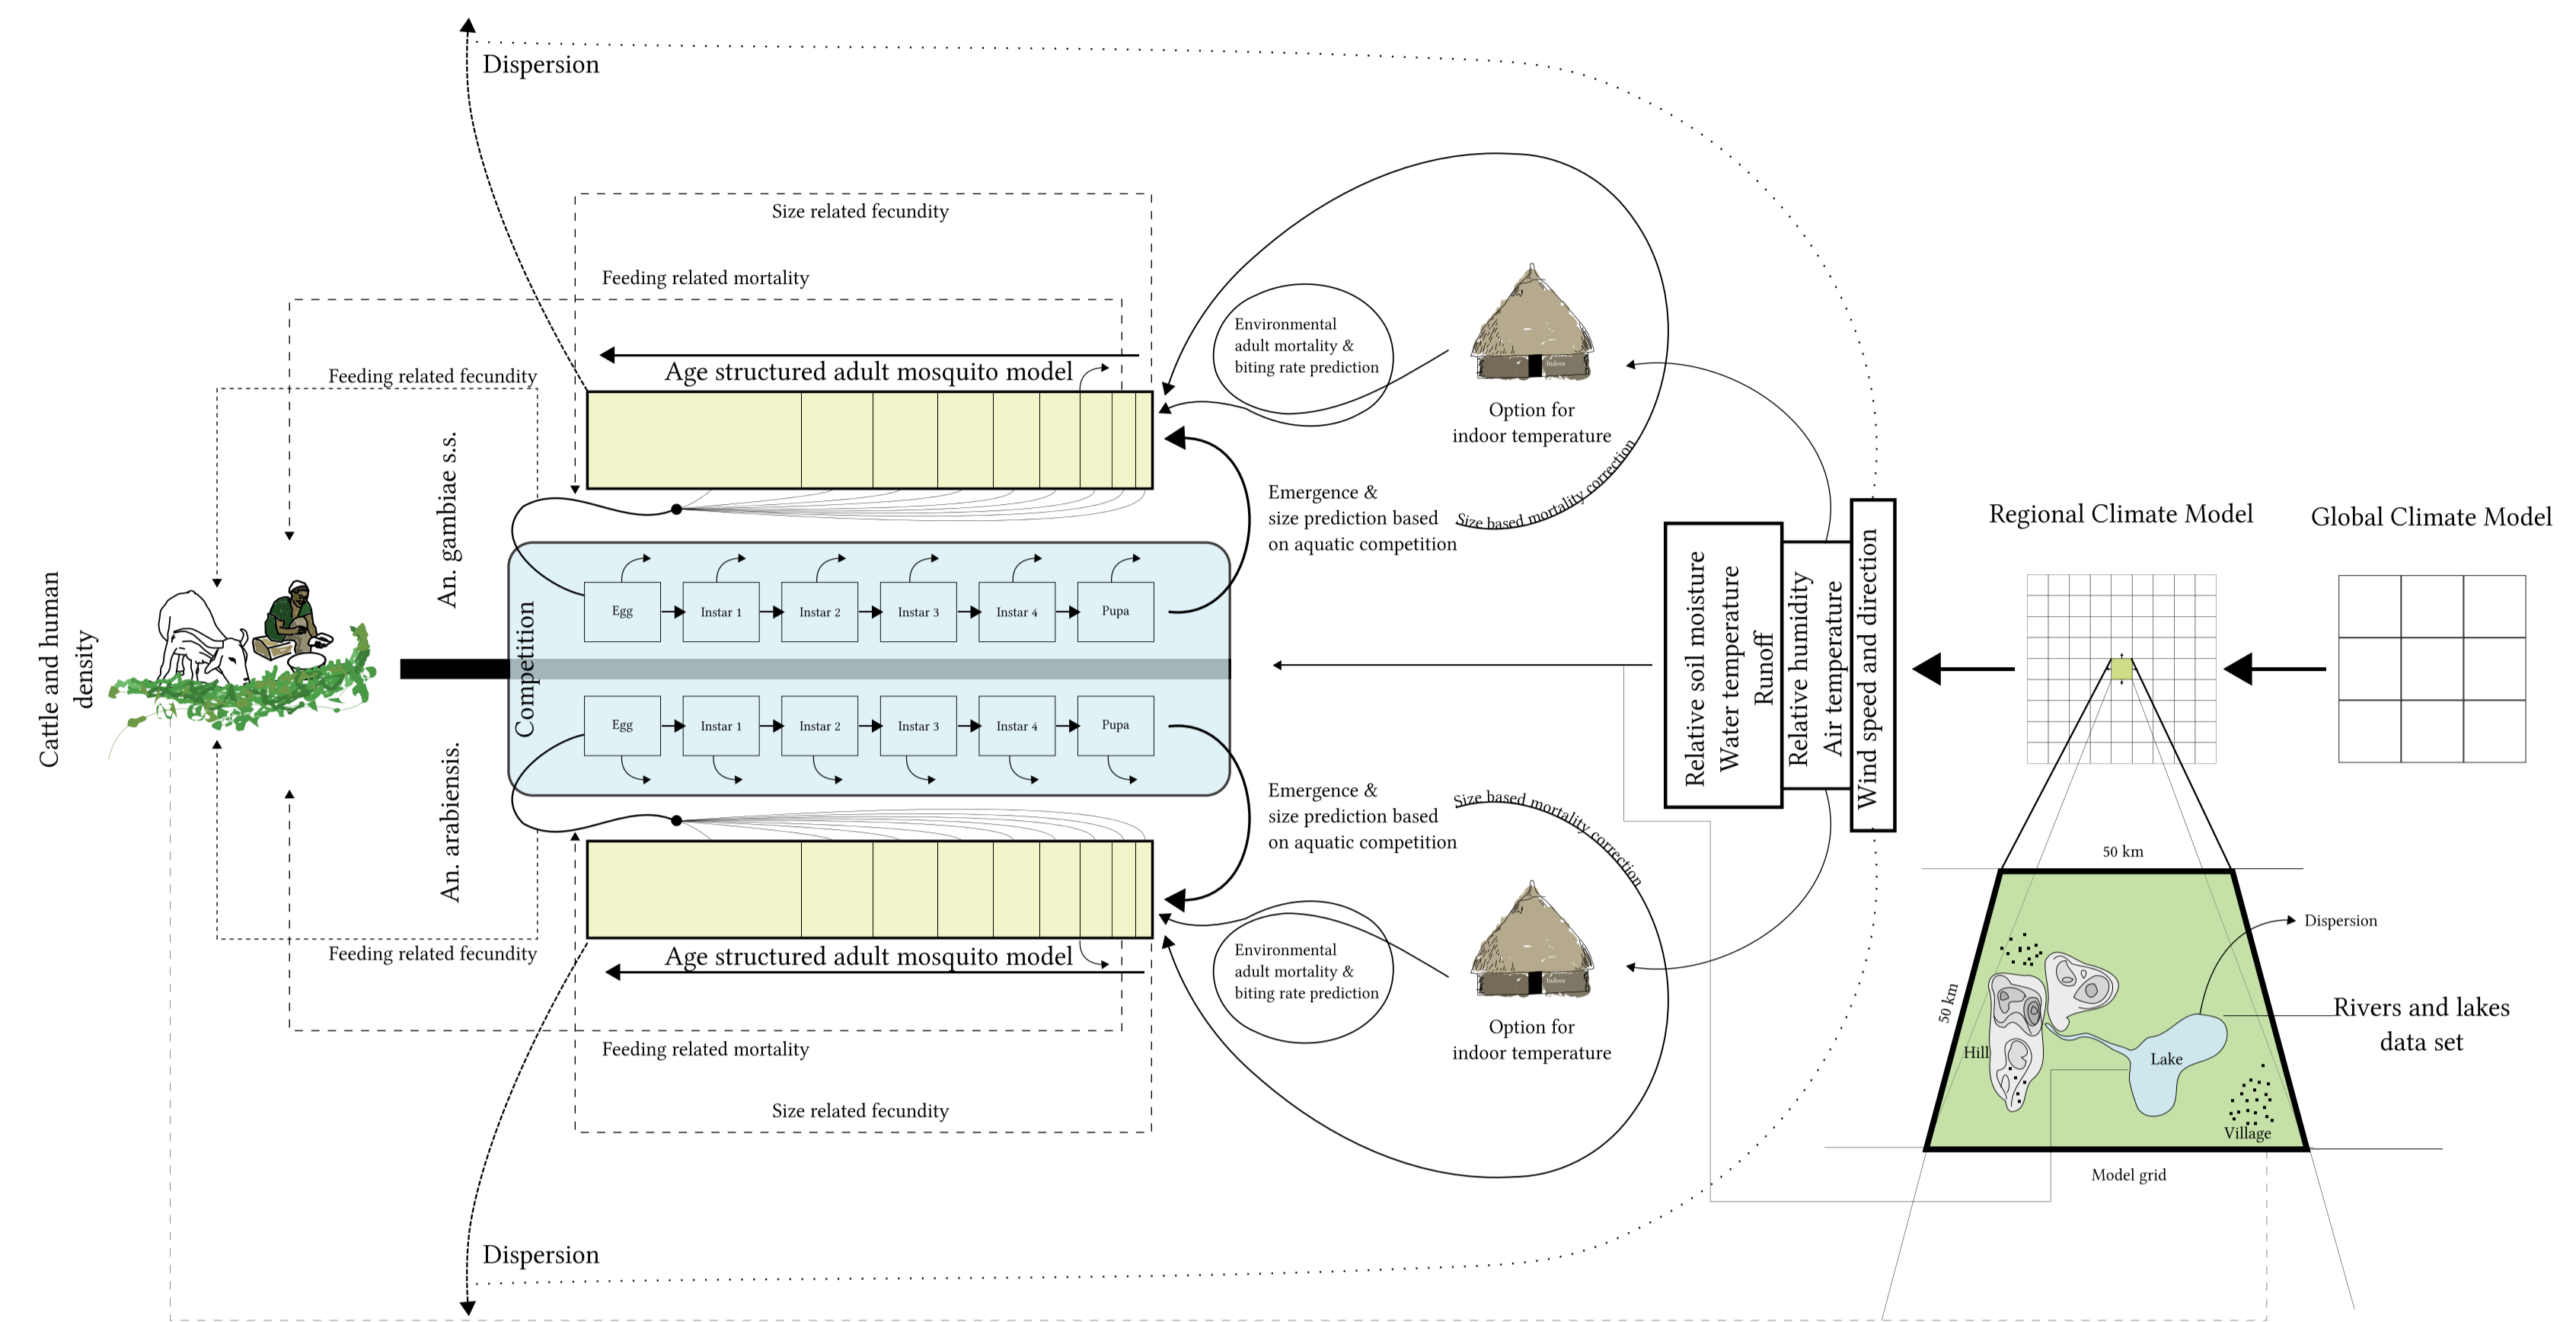 Dispersion
Size related fecundity
Feeding related mortality
Feeding related fecundity
Age structured adult mosquito model
Environmental
adult mortality &
biting rate prediction
Indoor
Option for
indoor temperature
Size based mortality correction
Emergence &
size prediction based
on aquatic competition
An. gambiae s.s.
Cattle and human
density
Competition
Egg
Instar 1
Instar 2
Instar 3
Instar 4
Pupa
Egg
Instar 1
Instar 2
Instar 3
Instar 4
Pupa
An. arabiensis.
Emergence &
size prediction based
on aquatic competition
Size based mortality correction
Feeding related fecundity
Age structured adult mosquito model
Environmental
adult mortality &
biting rate prediction
Indoor
Option for
indoor temperature
Feeding related mortality
Size related fecundity
Dispersion
Relative soil moisture
Water temperature
Runoff
Relative humidity
Air temperature
Wind speed and direction
Regional Climate Model
Global Climate Model
50 km
50 km
Dispersion
Rivers and lakes
data set
Hill
Lake
Village
Model grid